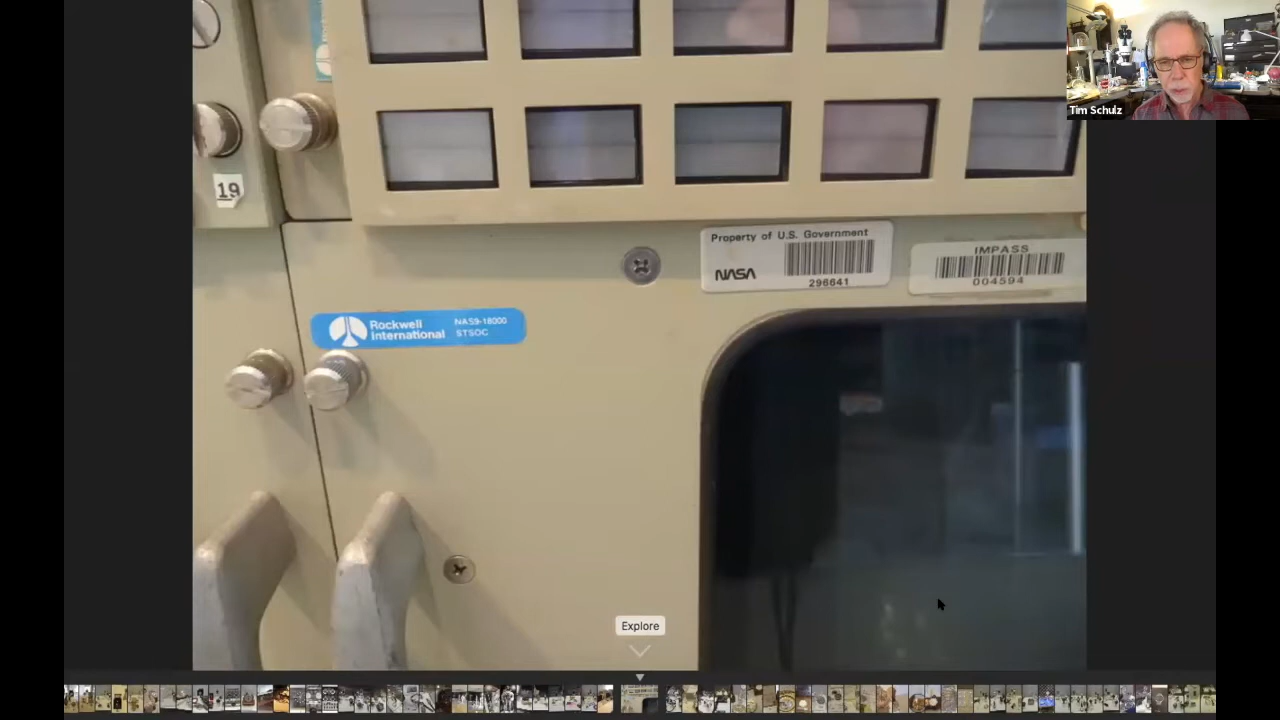 Tim Schulz
19
Property of U.S. Government
NASA
296641
IMPASS
004594
Rockwell
International
NAS9-18000
STSOC
Explore